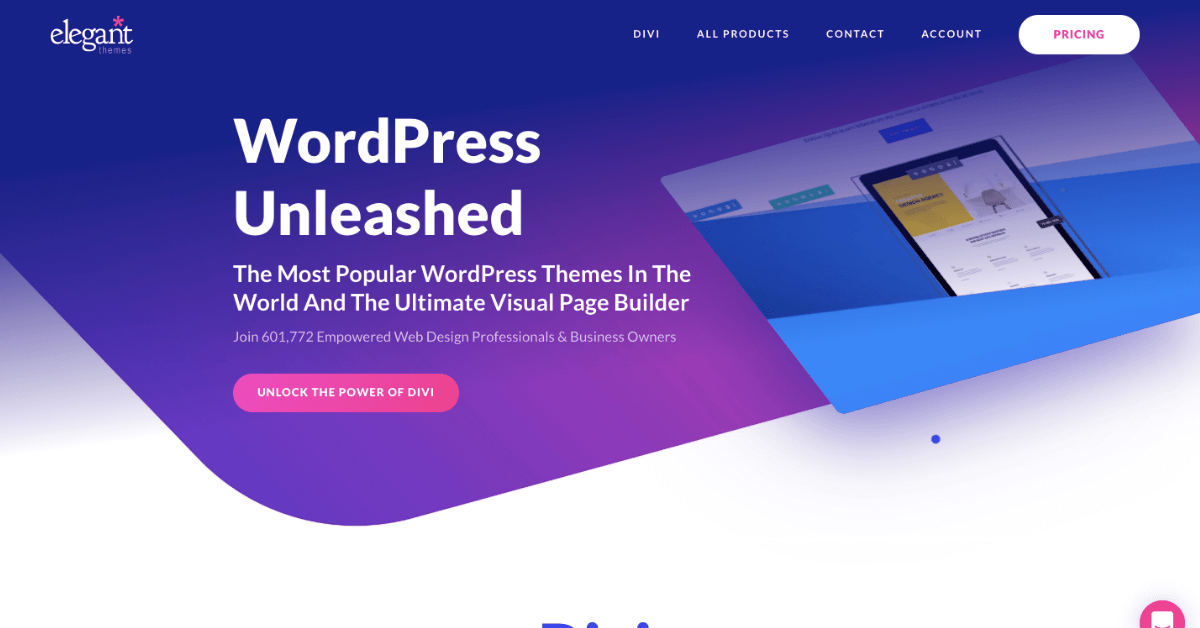 elegant
themes
DIVI
ALL PRODUCTS
CONTACT
ACCOUNT
PRICING
WordPress
Unleashed
The Most Popular WordPress Themes In The
World And The Ultimate Visual Page Builder
Join 601,772 Empowered Web Design Professionals & Business Owners
UNLOCK THE POWER OF DIVI
Divi